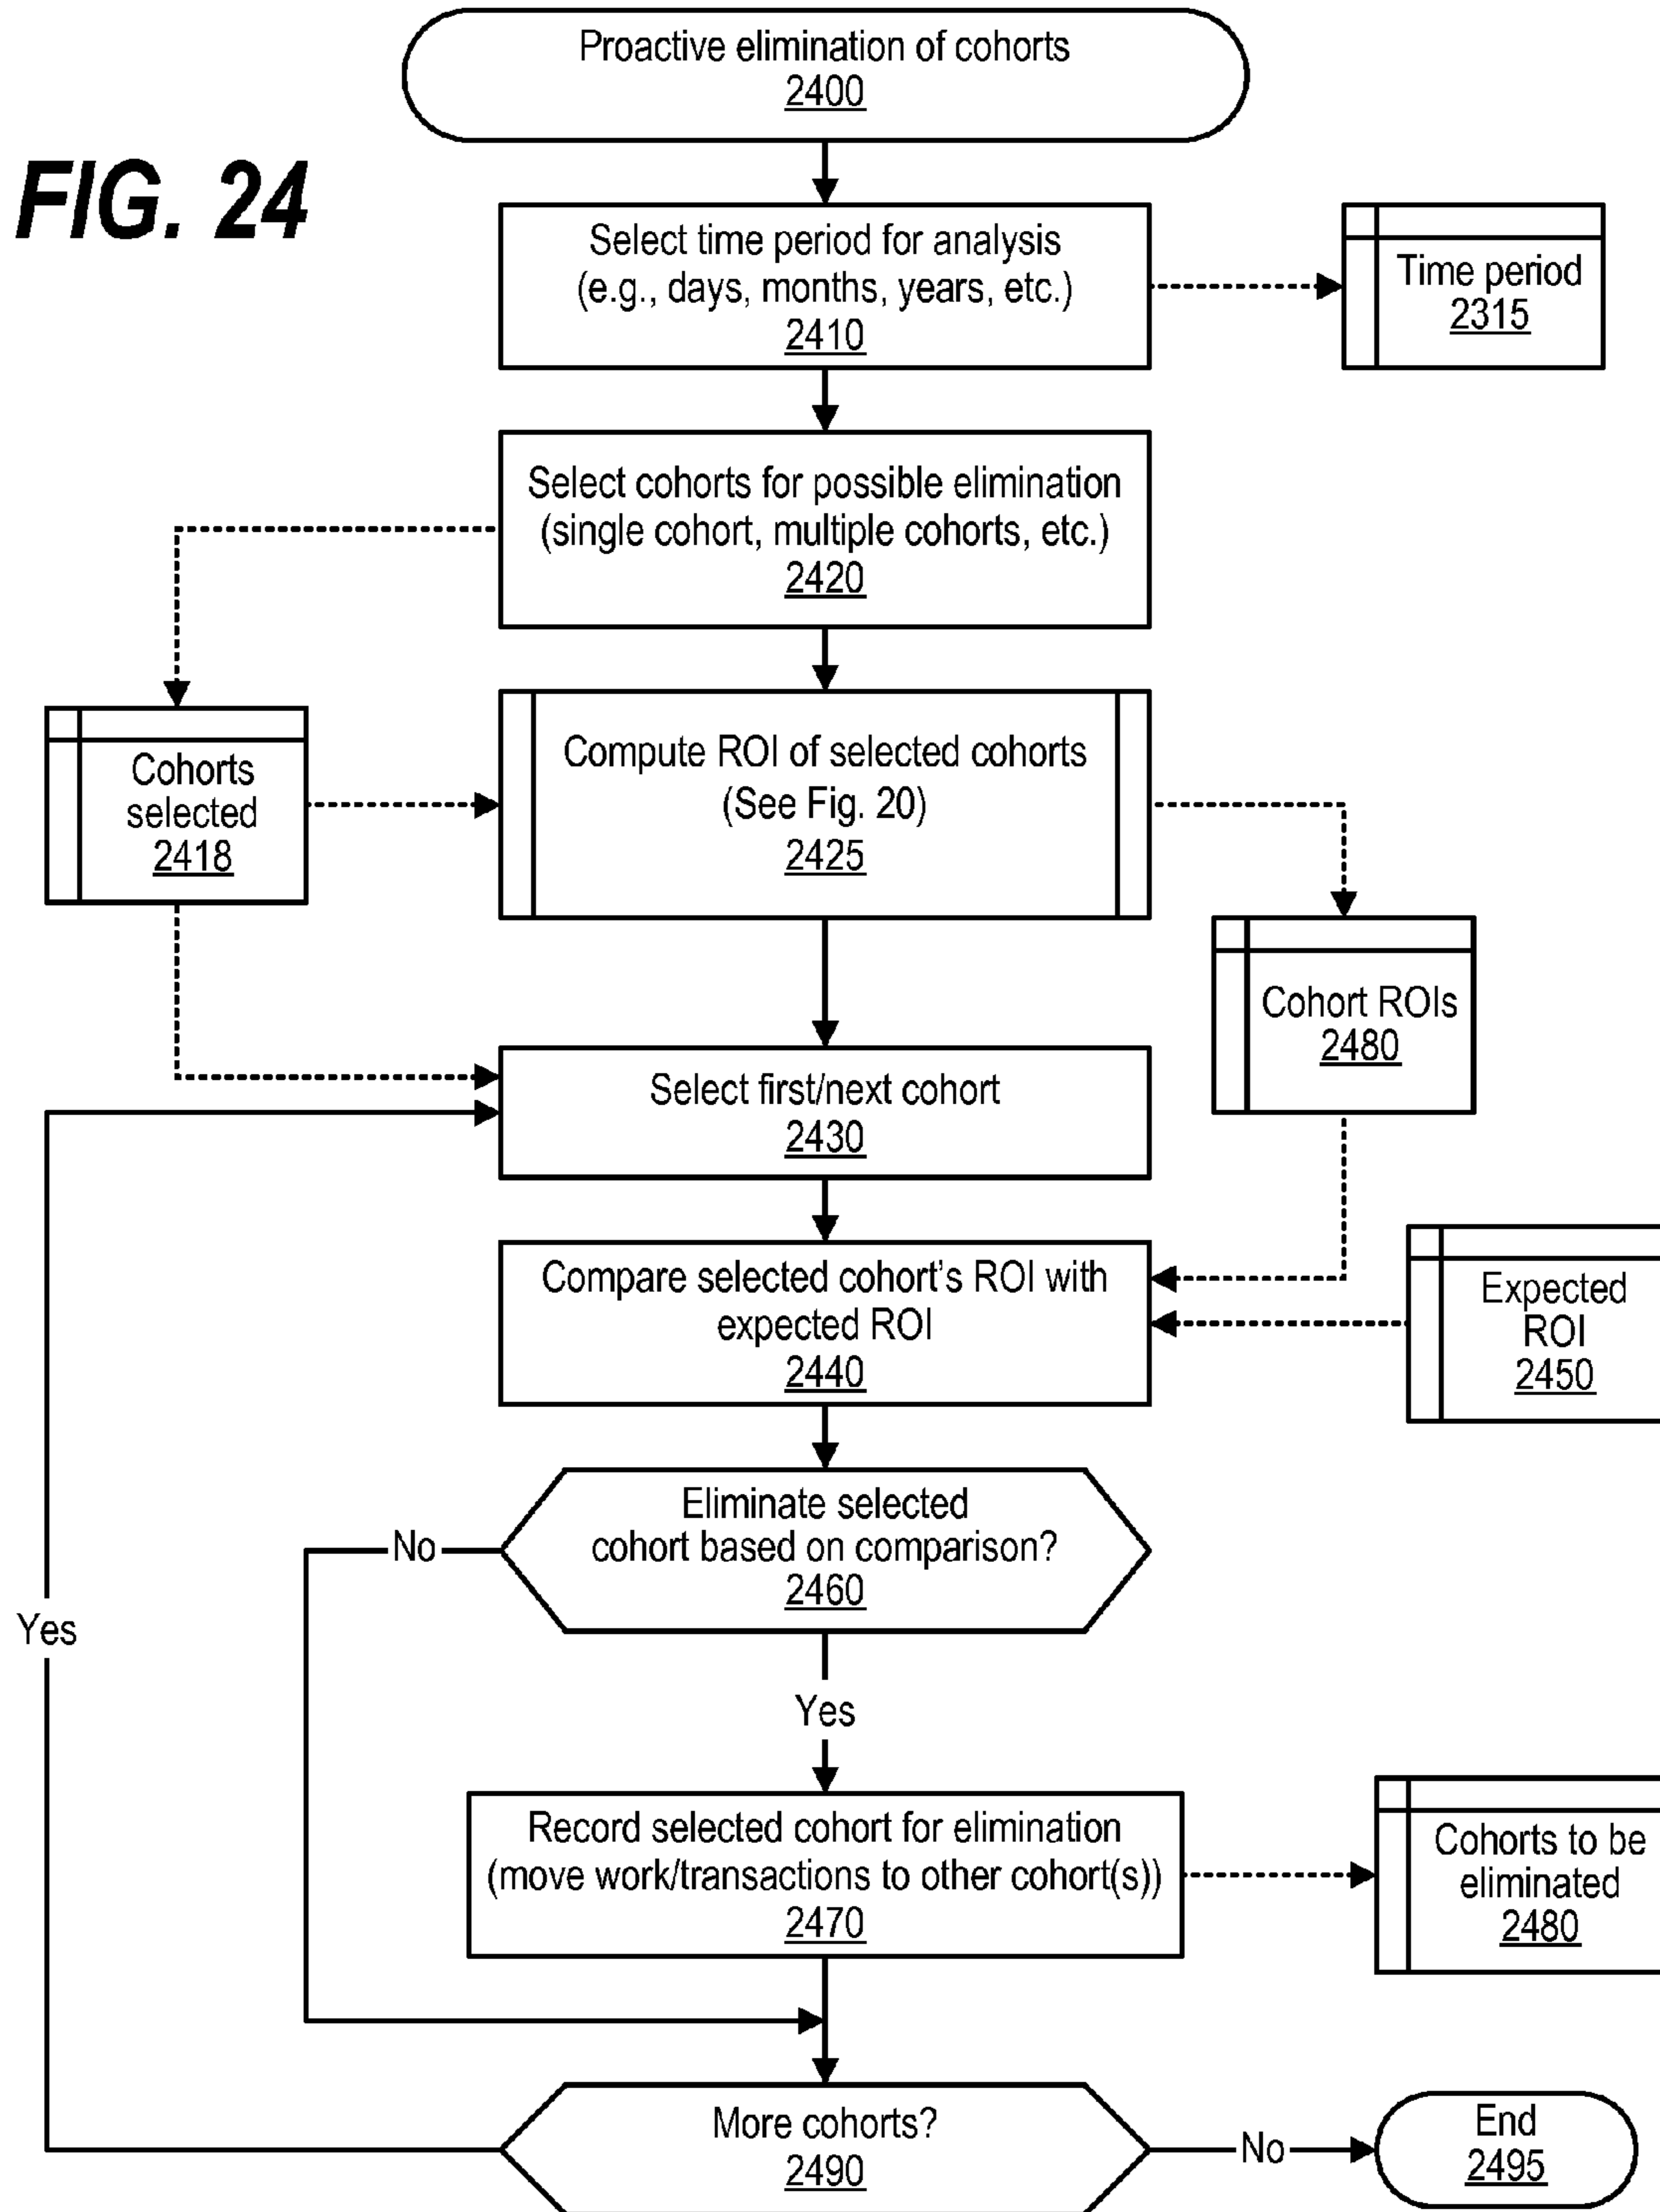 Proactive elimination of cohorts
2400
FIG. 24
Select time period for analysis
(e.g., days, months, years, etc.)
2410
Time period
2315
Select cohorts for possible elimination
(single cohort, multiple cohorts, etc.)
2420
Cohorts
selected
2418
Compute ROI of selected cohorts
(See Fig. 20)
2425
Cohort ROIs
2480
Select first/next cohort
2430
Compare selected cohort's ROI with
expected ROI
2440
Expected
ROI
2450
Eliminate selected
cohort based on comparison?
2460
No
Yes
Yes
Record selected cohort for elimination
(move work/transactions to other cohort(s))
2470
Cohorts to be
eliminated
2480
More cohorts?
2490
No
End
2495